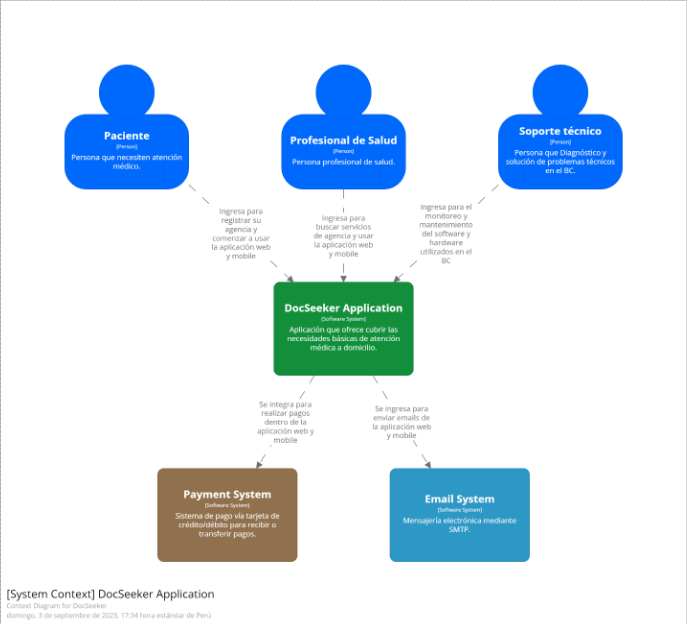 Paciente
[Person]
Persona que necesiten atención
médico.
Profesional de Salud
[Person]
Persona profesional de salud.
Soporte técnico
[Person]
Persona que Diagnóstico y
solución de problemas técnicos
en el BC.
Ingresa para
registrar su
agencia y
comenzar a usar
la aplicación web
y mobile
Ingresa para
buscar servicios
de agencia y usar
la aplicación web
y mobile
Ingresa para el
monitoreo y
mantenimiento
del software y
hardware
utilizados en el
BC
DocSeeker Application
[Software System]
Aplicación que ofrece cubrir las
necesidades básicas de atención
médica a domicilio.
Se integra para
realizar pagos
dentro de la
aplicación web y
mobile
Se ingresa para
enviar emails de
la aplicación web
y mobile
Payment System
[Software System]
Sistema de pago vía tarjeta de
crédito/débito para recibir o
transferir pagos.
Email System
[Software System]
Mensajería electrónica mediante
SMTP.
[System Context] DocSeeker Application
Context Diagram for DocSeeker
domingo, 3 de septiembre de 2023, 17:34 hora estándar de Perú